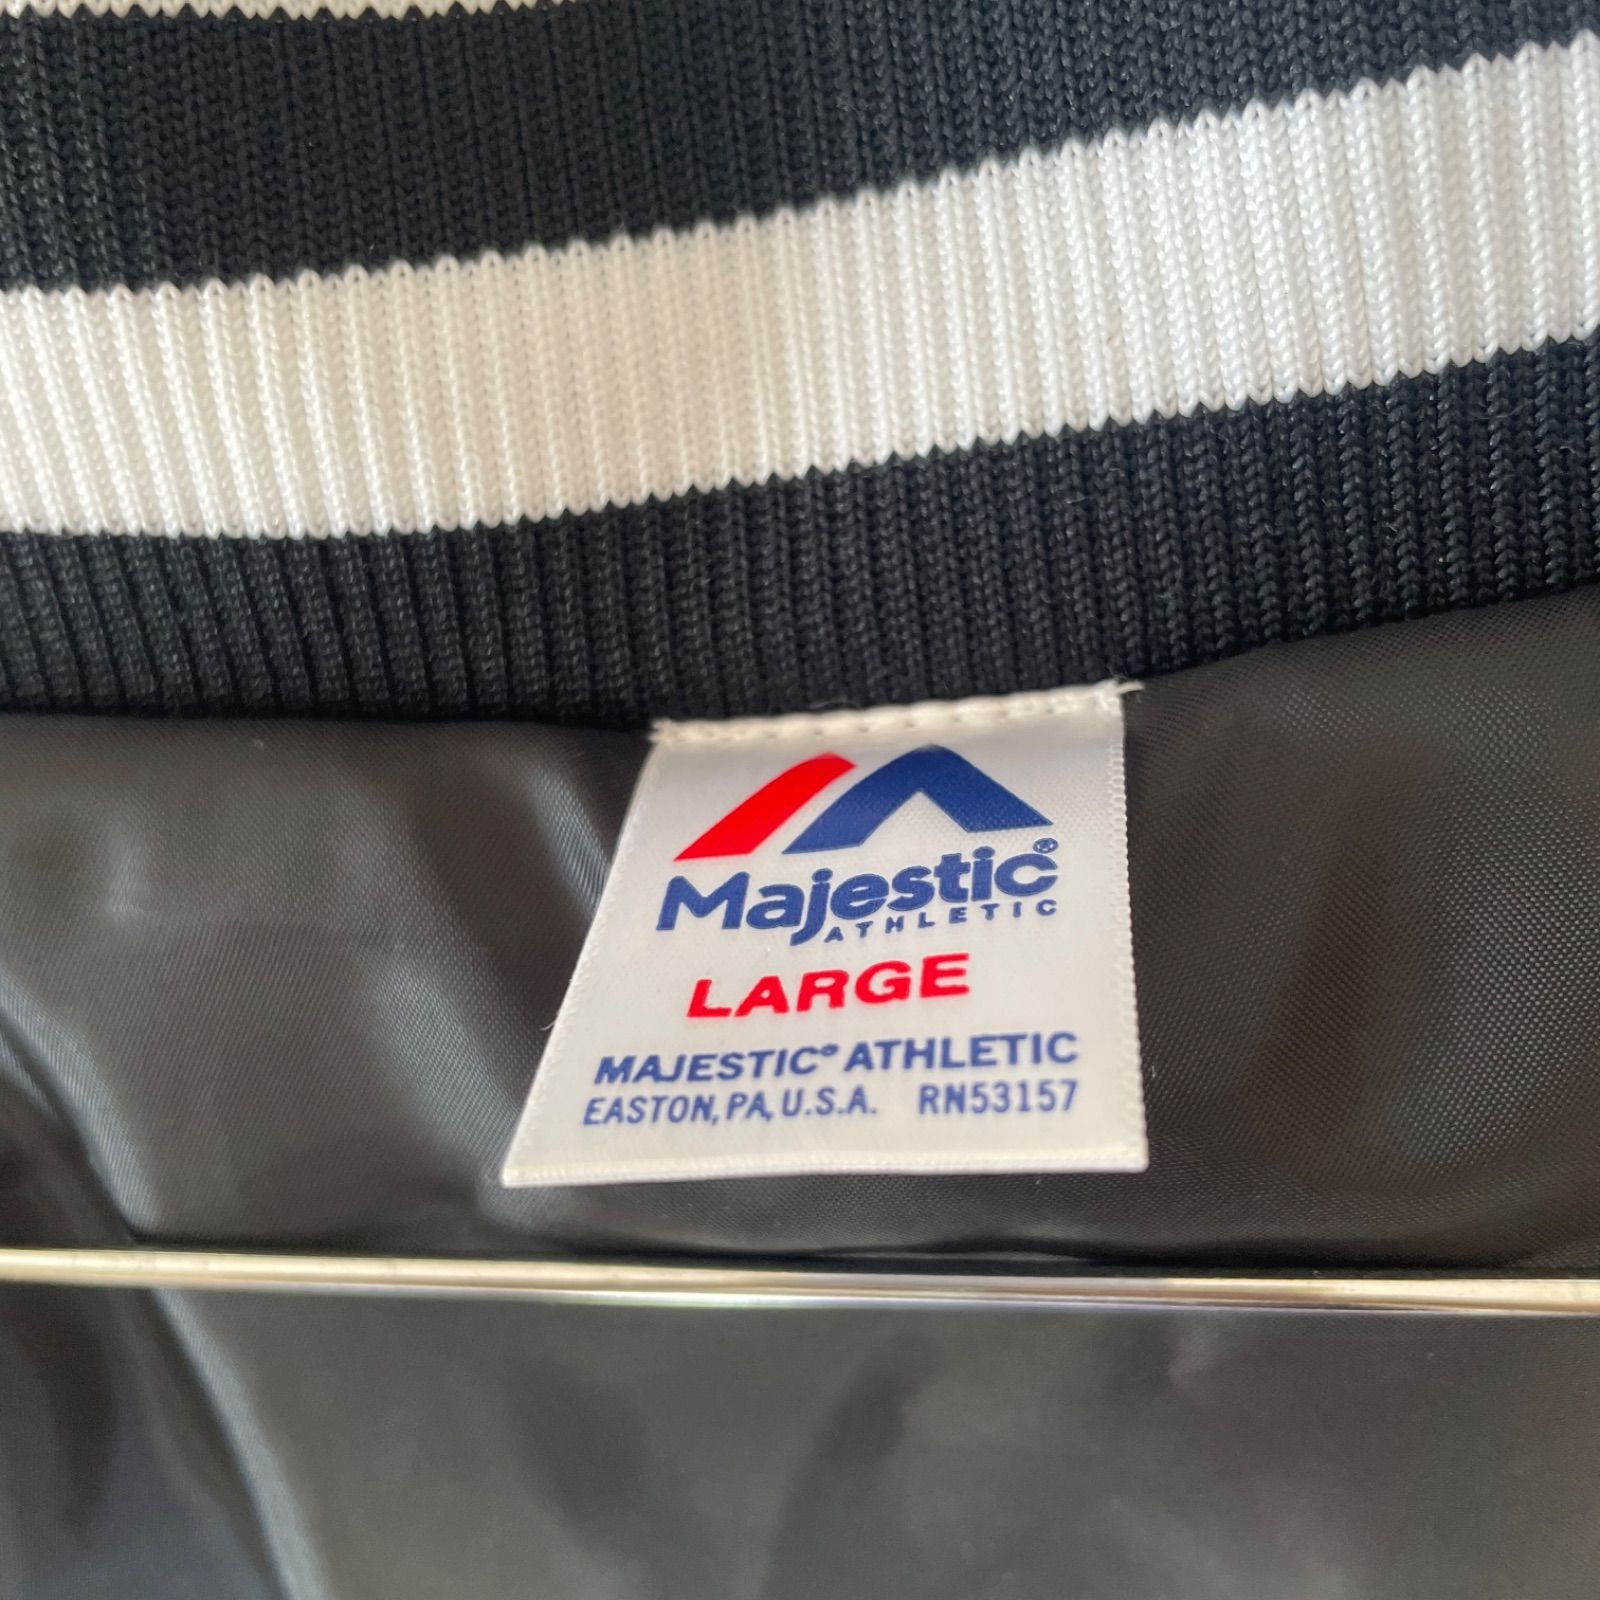 Majestic®
ATHLETIC
LARGE
MAJESTIC® ATHLETIC
EASTON, PA, U.S.A. RN53157